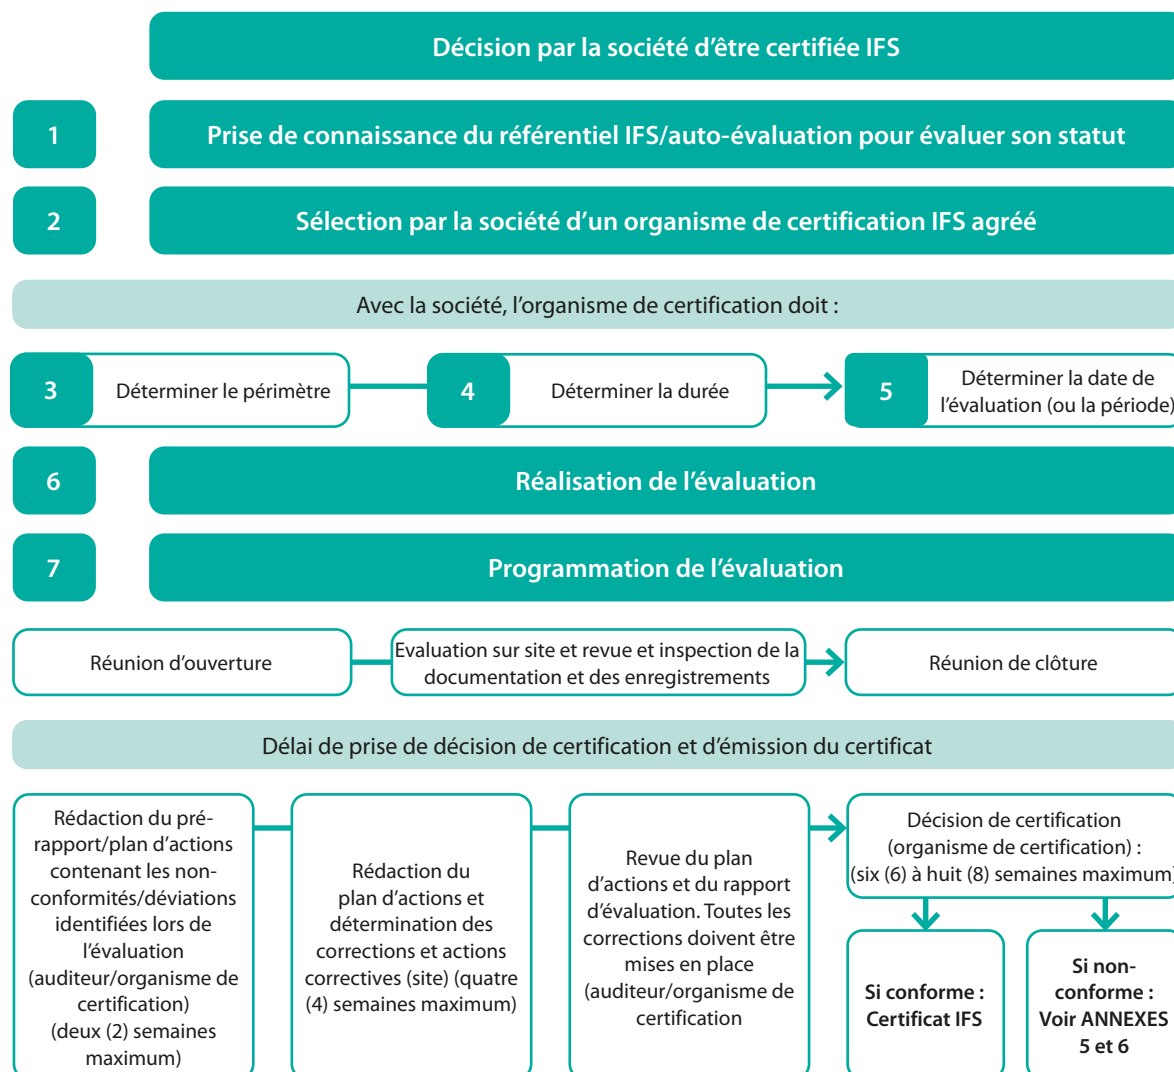 Décision par la société d'être certifiée IFS
1
Prise de connaissance du référentiel IFS/auto-évaluation pour évaluer son statut
2
Sélection par la société d'un organisme de certification IFS agréé
Avec la société, l'organisme de certification doit :
3
Déterminer le périmètre
4
Déterminer la durée
5
Déterminer la date de
l'évaluation (ou la période)
6
Réalisation de l'évaluation
7
Programmation de l'évaluation
Réunion d'ouverture
Evaluation sur site et revue et inspection de la
documentation et des enregistrements
Réunion de clôture
Délai de prise de décision de certification et d'émission du certificat
Rédaction du pré-
rapport/plan d'actions
contenant les non-
conformités/déviations
identifiées lors de
l'évaluation
(auditeur/organisme de
certification)
(deux (2) semaines
maximum)
Rédaction du
plan d'actions et
détermination des
corrections et actions
correctives (site) (quatre
(4) semaines maximum)
Revue du plan
d'actions et du rapport
d'évaluation. Toutes les
corrections doivent être
mises en place
(auditeur/organisme de
certification
Décision de certification
(organisme de certification) :
(six (6) à huit (8) semaines maximum)
Si conforme :
Certificat IFS
Si non-
conforme :
Voir ANNEXES
5 et 6